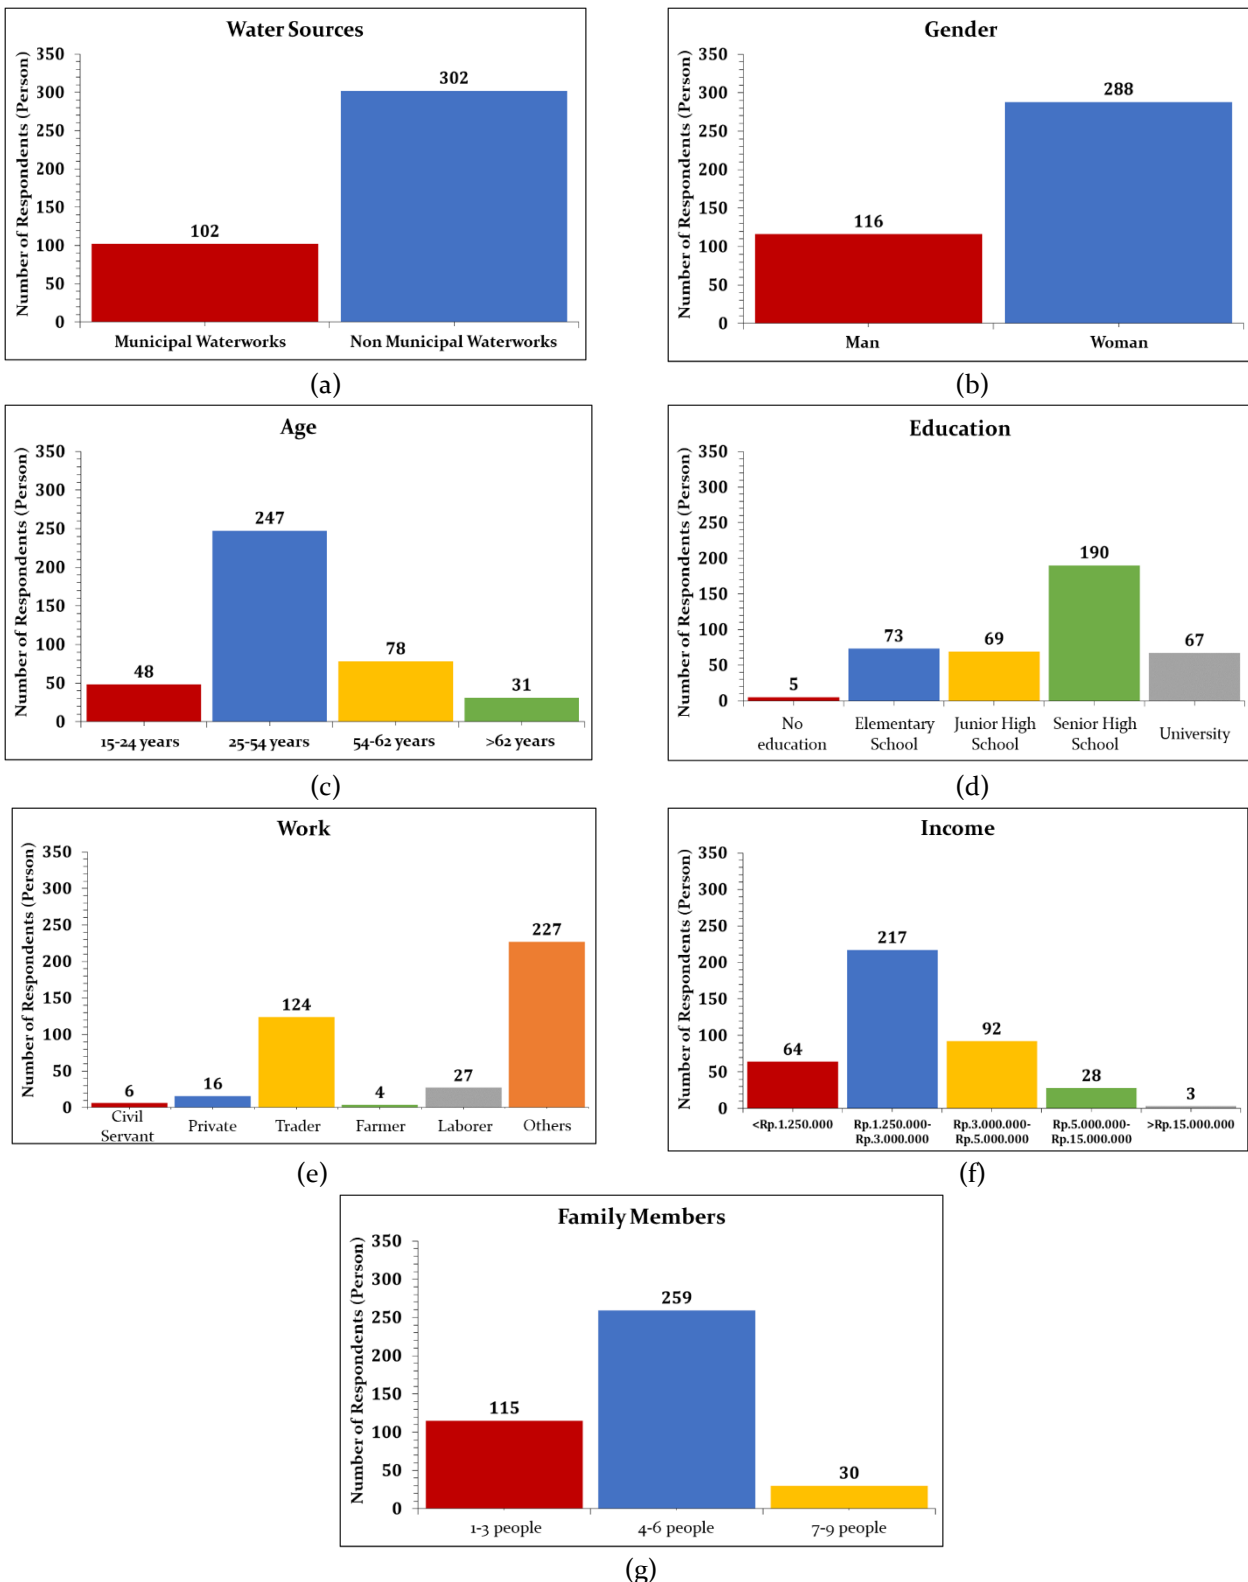 Water Sources
Number of Respondents (Person)
350
300
250
200
150
100
50
0
102
302
Municipal Waterworks
Non Municipal Waterworks
(a)
Gender
Number of Respondents (Person)
350
300
250
200
150
100
50
0
116
288
Man
Woman
(b)
Age
Number of Respondents (Person)
350
300
250
200
150
100
50
0
48
247
78
31
15-24 years
25-54 years
54-62 years
>62 years
(c)
Education
Number of Respondents (Person)
350
300
250
200
150
100
50
0
5
73
69
190
67
No
education
Elementary
School
Junior High
School
Senior High
School
University
(d)
Work
Number of Respondents (Person)
350
300
250
200
150
100
50
0
6
16
124
4
27
227
Civil
Servant
Private
Trader
Farmer
Laborer
Others
(e)
Income
Number of Respondents (Person)
350
300
250
200
150
100
50
0
64
217
92
28
3
<Rp.1.250.000
Rp.1.250.000-
Rp.3.000.000
Rp.3.000.000-
Rp.5.000.000
Rp.5.000.000-
Rp.15.000.000
>Rp.15.000.000
(f)
Family Members
Number of Respondents (Person)
350
300
250
200
150
100
50
0
115
259
30
1-3 people
4-6 people
7-9 people
(g)